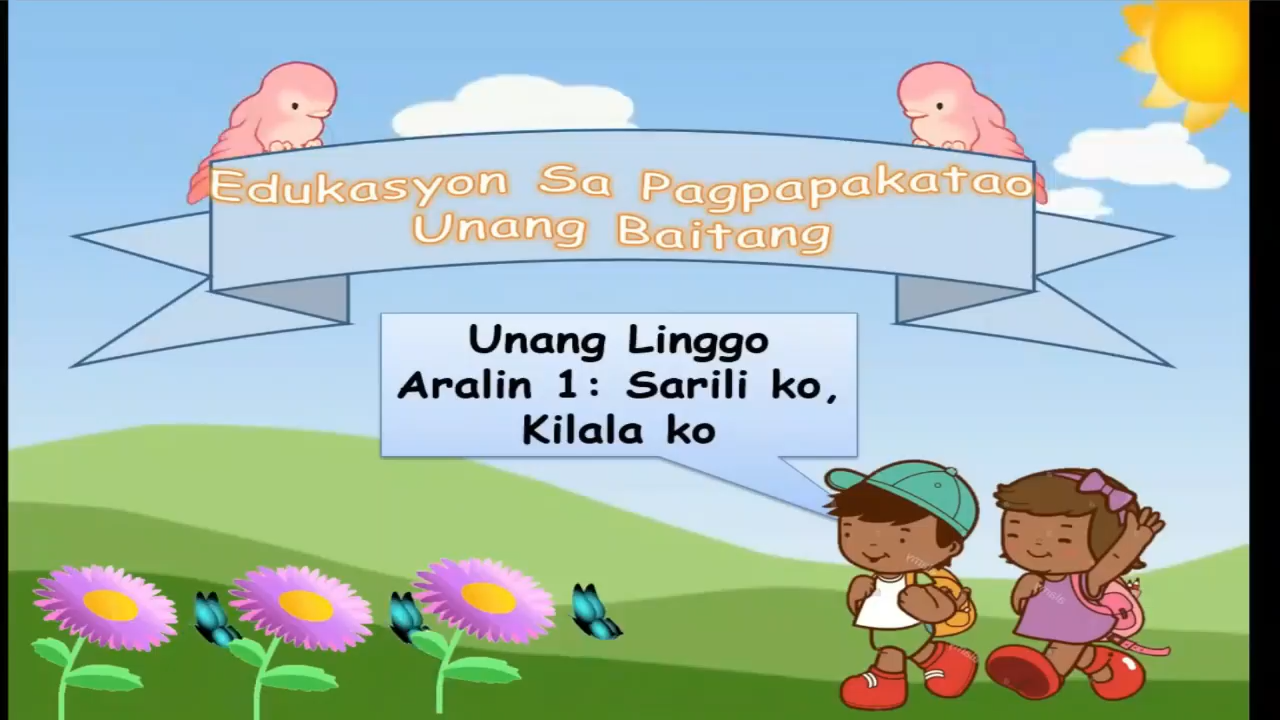 Edukasyon Sa Pagpapakatao
Unang Baitang
Unang Linggo
Aralin 1: Sarili ko,
Kilala ko